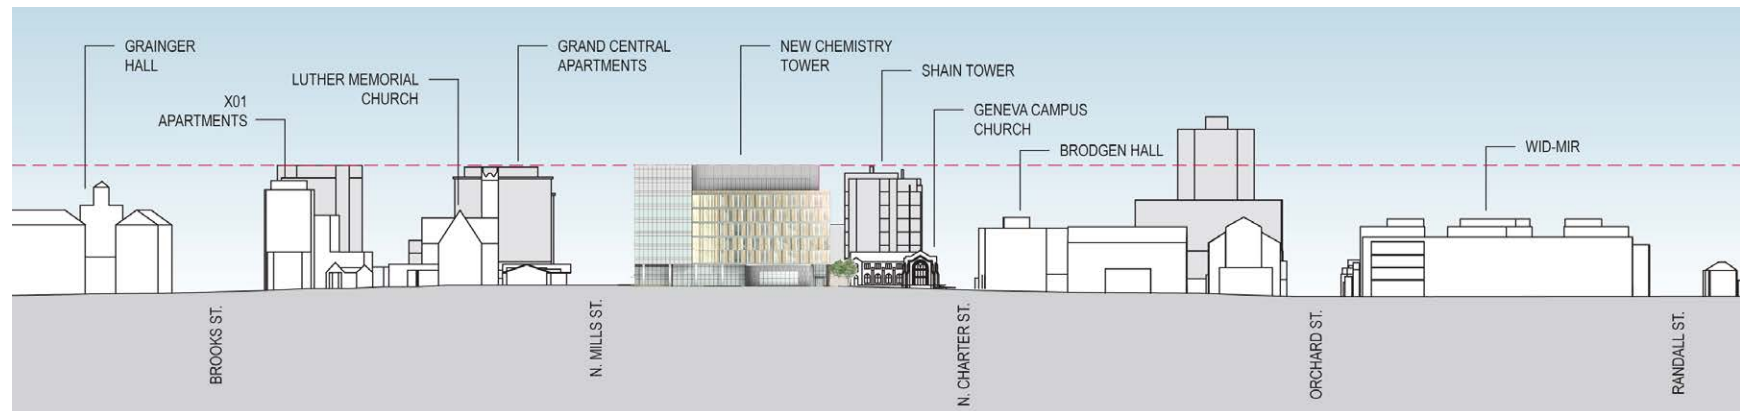 GRAINGER
HALL
X01
APARTMENTS
LUTHER MEMORIAL
CHURCH
GRAND CENTRAL
APARTMENTS
NEW CHEMISTRY
TOWER
SHAIN TOWER
GENEVA CAMPUS
CHURCH
BRODGEN HALL
WID-MIR
BROOKS ST.
N. MILLS ST.
N. CHARTER ST.
ORCHARD ST.
RANDALL ST.